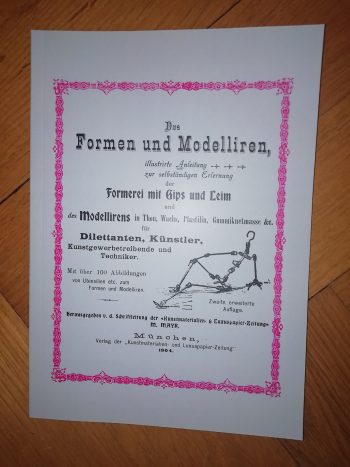 Das
Formen und Modelliren,
illustrirte Anleitung
zur selbständigen Erlernung
der
Formerei mit Gips und Leim
und
des Modellirens in Thon, Wachs, Plastilin, Gummiknetmasse &c.
für
Dilettanten, Künstler,
Kunstgewerbetreibende und
Techniker.
Mit über 100 Abbildungen
von Utensilien etc. zum
Formen und Modelliren.
Zweite erweiterte
Auflage.
Herausgegeben v. d. Schriftleitung der «Kunstmaterialien- & Luxuspapier-Zeitung»
M. MAYR.
München,
Verlag der „Kunstmaterialien- und Luxuspapier-Zeitung"
1904.